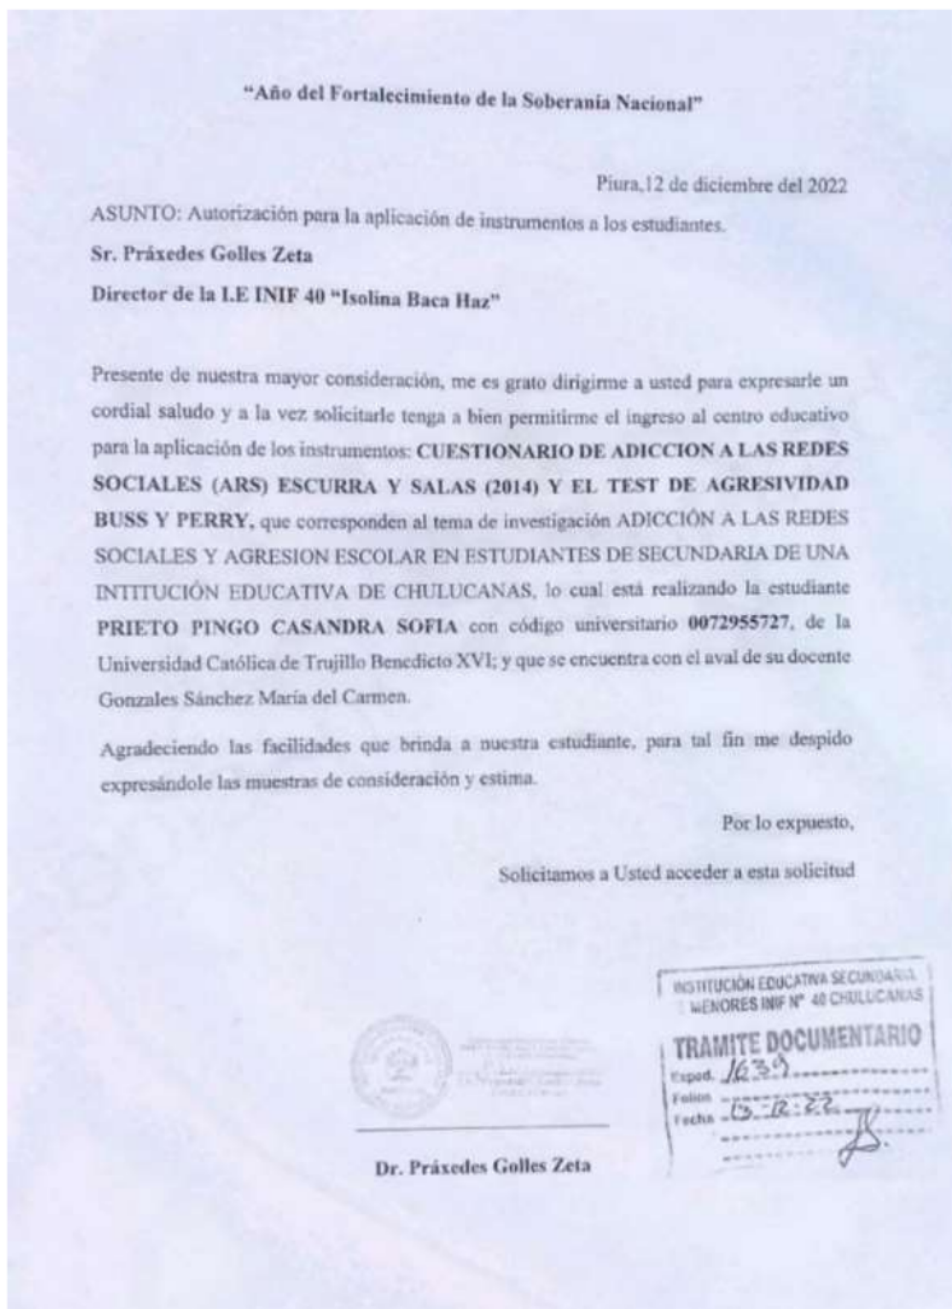 “Año del Fortalecimiento de la Soberanía Nacional”
Piura,12 de diciembre del 2022
ASUNTO: Autorización para la aplicación de instrumentos a los estudiantes.
Sr. Práxedes Golles Zeta
Director de la I.E INIF 40 “Isolina Baca Haz”
Presente de nuestra mayor consideración, me es grato dirigirme a usted para expresarle un
cordial saludo y a la vez solicitarle tenga a bien permitirme el ingreso al centro educativo
para la aplicación de los instrumentos: CUESTIONARIO DE ADICCION A LAS REDES
SOCIALES (ARS) ESCURRA Y SALAS (2014) Y EL TEST DE AGRESIVIDAD
BUSS Y PERRY, que corresponden al tema de investigación ADICCIÓN A LAS REDES
SOCIALES Y AGRESION ESCOLAR EN ESTUDIANTES DE SECUNDARIA DE UNA
INTITUCIÓN EDUCATIVA DE CHULUCANAS, lo cual está realizando la estudiante
PRIETO PINGO CASANDRA SOFIA con código universitario 0072955727, de la
Universidad Católica de Trujillo Benedicto XVI; y que se encuentra con el aval de su docente
Gonzales Sánchez María del Carmen.
Agradeciendo las facilidades que brinda a nuestra estudiante, para tal fin me despido
expresándole las muestras de consideración y estima.
Por lo expuesto,
Solicitamos a Usted acceder a esta solicitud
INSTITUCIÓN EDUCATIVA SECUNDARIA
MENORES INIF N° 40 CHULUCANAS
TRAMITE DOCUMENTARIO
Exped. 1639
Folios
Fecha 13-12-22
Dr. Práxedes Golles Zeta